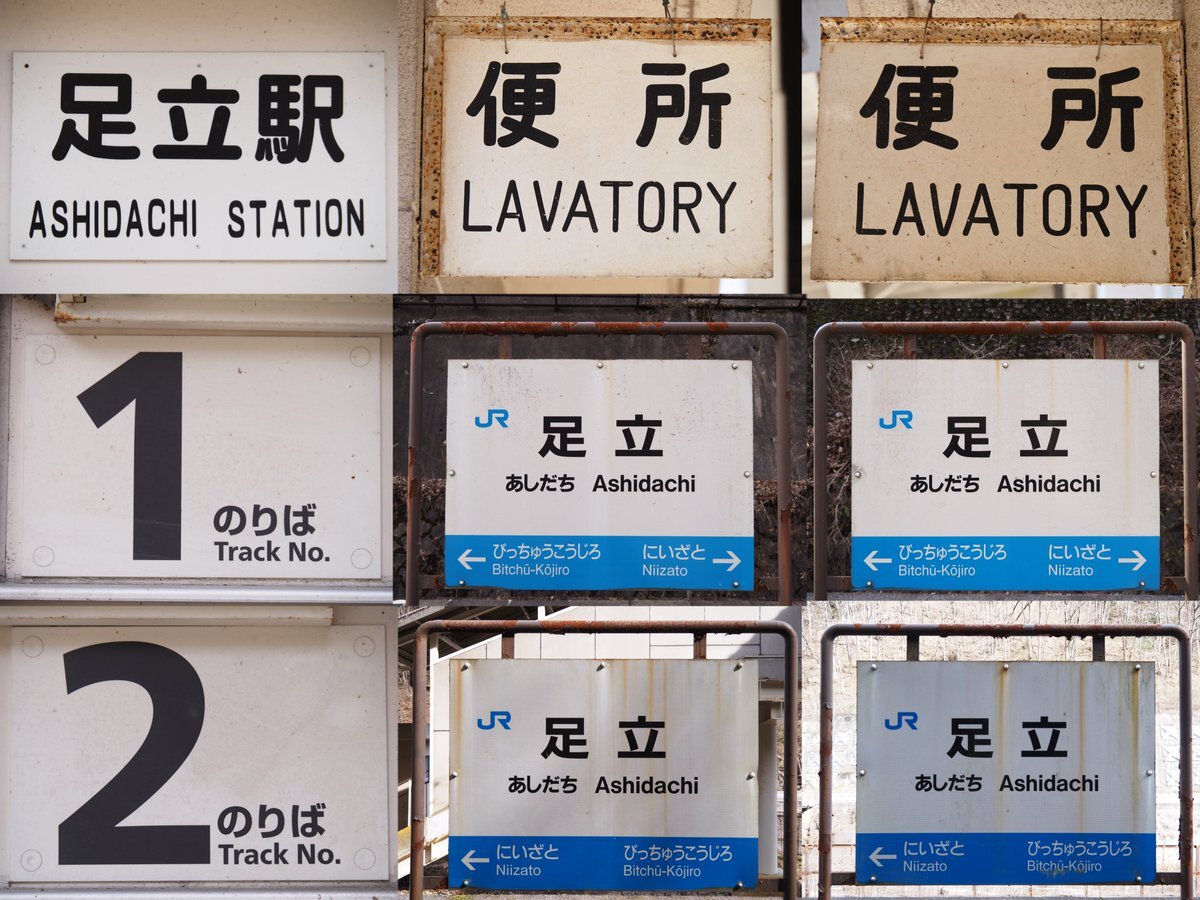 足立駅
ASHIDACHI STATION
便 所
LAVATORY
便 所
LAVATORY
1 のりば
Track No.
JR 足 立
あしだち Ashidachi
← びっちゅうこうじろ にいざと →
Bitchū-Kōjiro Niizato
JR 足 立
あしだち Ashidachi
← びっちゅうこうじろ にいざと →
Bitchū-Kōjiro Niizato
2 のりば
Track No.
JR 足 立
あしだち Ashidachi
← にいざと びっちゅうこうじろ
Niizato Bitchū-Kōjiro
JR 足 立
あしだち Ashidachi
← にいざと びっちゅうこうじろ
Niizato Bitchū-Kōjiro